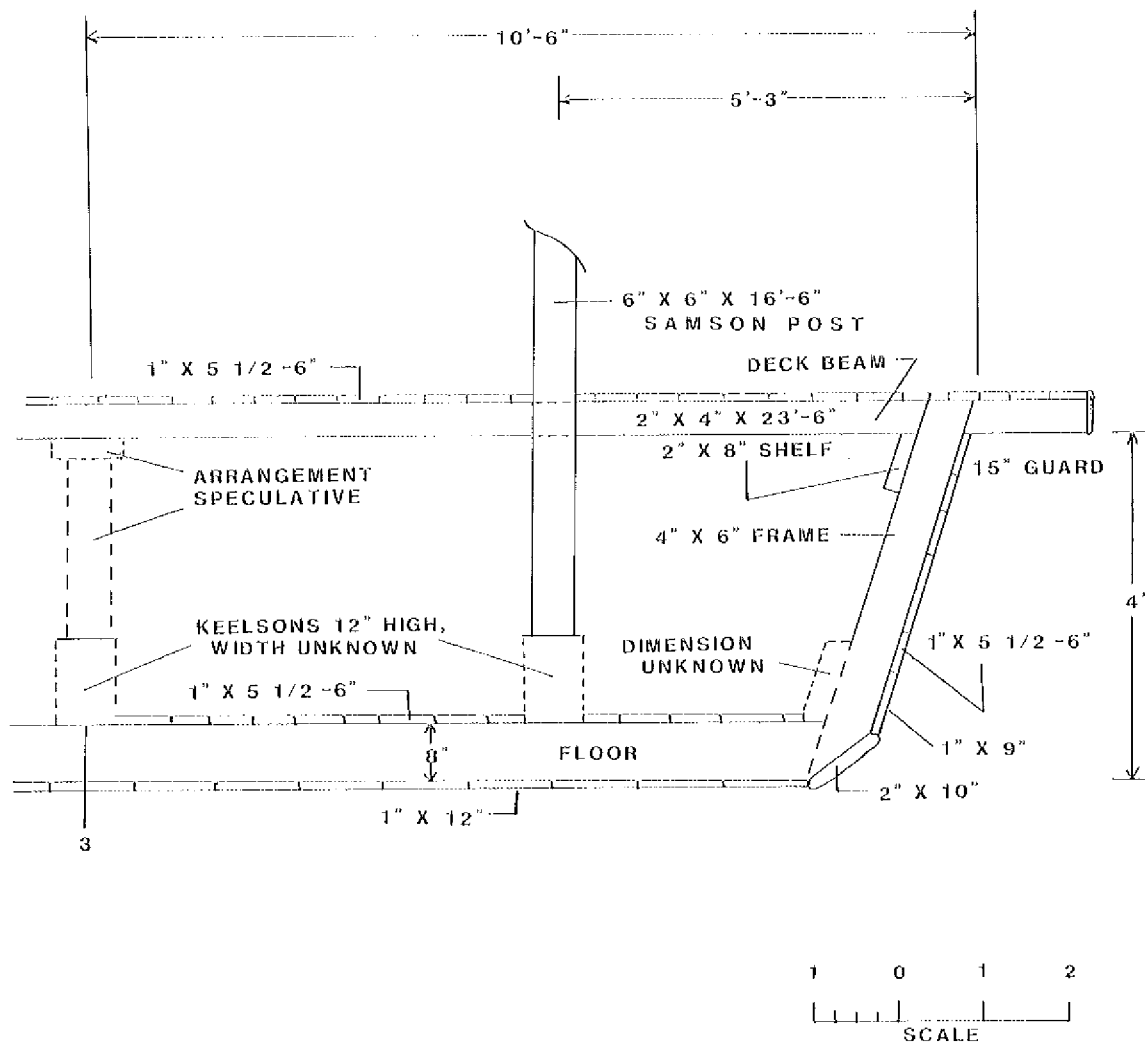 10'-6"
5'-3"
6" X 6" X 16'-6"
SAMSON POST
1" X 5 1/2 -6"
DECK BEAM
2" X 4" X 23'-6"
2" X 8" SHELF
15" GUARD
ARRANGEMENT
SPECULATIVE
4" X 6" FRAME
4'
KEELSONS 12" HIGH,
WIDTH UNKNOWN
DIMENSION
UNKNOWN
1" X 5 1/2 -6"
1" X 5 1/2 -6"
8"
FLOOR
1" X 9"
2" X 10"
1" X 12"
3
1 0 1 2
SCALE